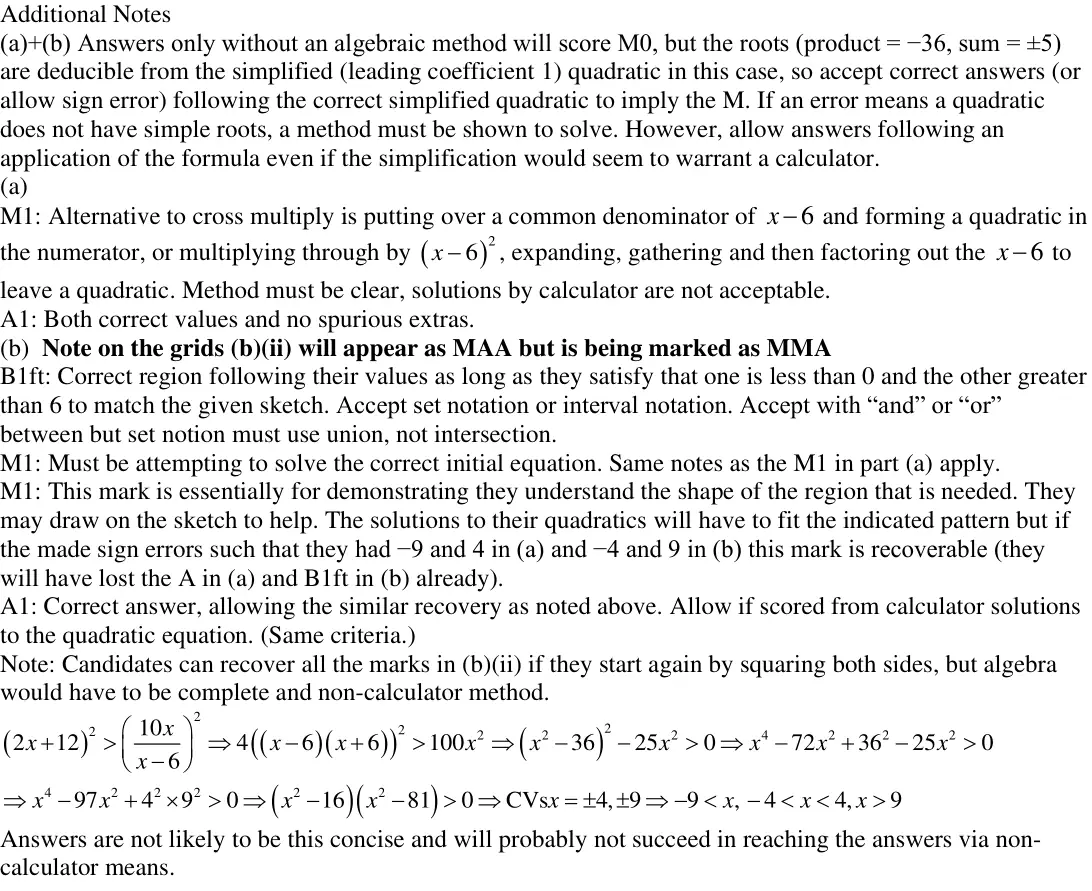 Additional Notes
(a)+(b) Answers only without an algebraic method will score M0, but the roots (product = −36, sum = ±5)
are deducible from the simplified (leading coefficient 1) quadratic in this case, so accept correct answers (or
allow sign error) following the correct simplified quadratic to imply the M. If an error means a quadratic
does not have simple roots, a method must be shown to solve. However, allow answers following an
application of the formula even if the simplification would seem to warrant a calculator.
(a)
M1: Alternative to cross multiply is putting over a common denominator of x−6 and forming a quadratic in
the numerator, or multiplying through by (x−6)², expanding, gathering and then factoring out the x−6 to
leave a quadratic. Method must be clear, solutions by calculator are not acceptable.
A1: Both correct values and no spurious extras.
(b) Note on the grids (b)(ii) will appear as MAA but is being marked as MMA
B1ft: Correct region following their values as long as they satisfy that one is less than 0 and the other greater
than 6 to match the given sketch. Accept set notation or interval notation. Accept with “and” or “or”
between but set notion must use union, not intersection.
M1: Must be attempting to solve the correct initial equation. Same notes as the M1 in part (a) apply.
M1: This mark is essentially for demonstrating they understand the shape of the region that is needed. They
may draw on the sketch to help. The solutions to their quadratics will have to fit the indicated pattern but if
the made sign errors such that they had −9 and 4 in (a) and −4 and 9 in (b) this mark is recoverable (they
will have lost the A in (a) and B1ft in (b) already).
A1: Correct answer, allowing the similar recovery as noted above. Allow if scored from calculator solutions
to the quadratic equation. (Same criteria.)
Note: Candidates can recover all the marks in (b)(ii) if they start again by squaring both sides, but algebra
would have to be complete and non-calculator method.
(2x+12)² > (10x/(x−6))² ⇒ 4((x−6)(x+6))² > 100x² ⇒ (x²−36)² − 25x² > 0 ⇒ x⁴ − 72x² + 36² − 25x² > 0
⇒ x⁴ − 97x² + 4² × 9² > 0 ⇒ (x²−16)(x²−81) > 0 ⇒ CVsx = ±4, ±9 ⇒ −9 < x, −4 < x < 4, x > 9
Answers are not likely to be this concise and will probably not succeed in reaching the answers via non-
calculator means.